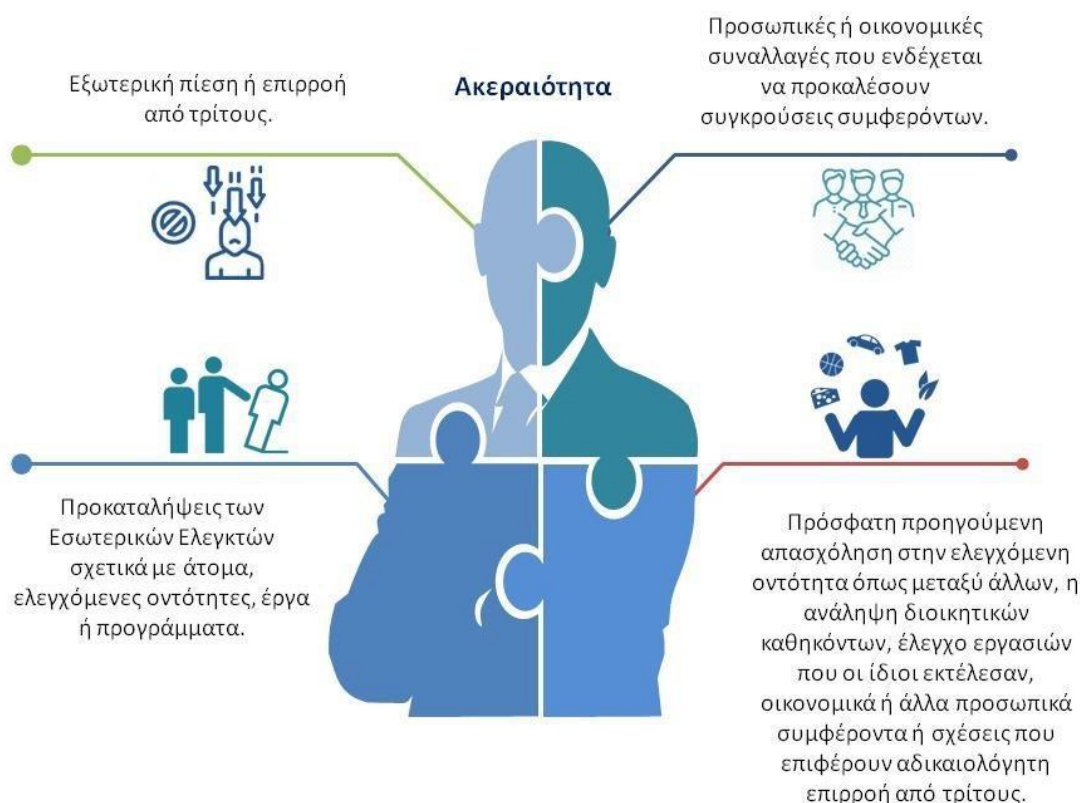 Εξωτερική πίεση ή επιρροή
από τρίτους.
Ακεραιότητα
Προσωπικές ή οικονομικές
συναλλαγές που ενδέχεται
να προκαλέσουν
συγκρούσεις συμφερόντων.
Προκαταλήψεις των
Εσωτερικών Ελεγκτών
σχετικά με άτομα,
ελεγχόμενες οντότητες, έργα
ή προγράμματα.
Πρόσφατη προηγούμενη
απασχόληση στην ελεγχόμενη
οντότητα όπως μεταξύ άλλων, η
ανάληψη διοικητικών
καθηκόντων, έλεγχο εργασιών
που οι ίδιοι εκτέλεσαν,
οικονομικά ή άλλα προσωπικά
συμφέροντα ή σχέσεις που
επιφέρουν αδικαιολόγητη
επιρροή από τρίτους.